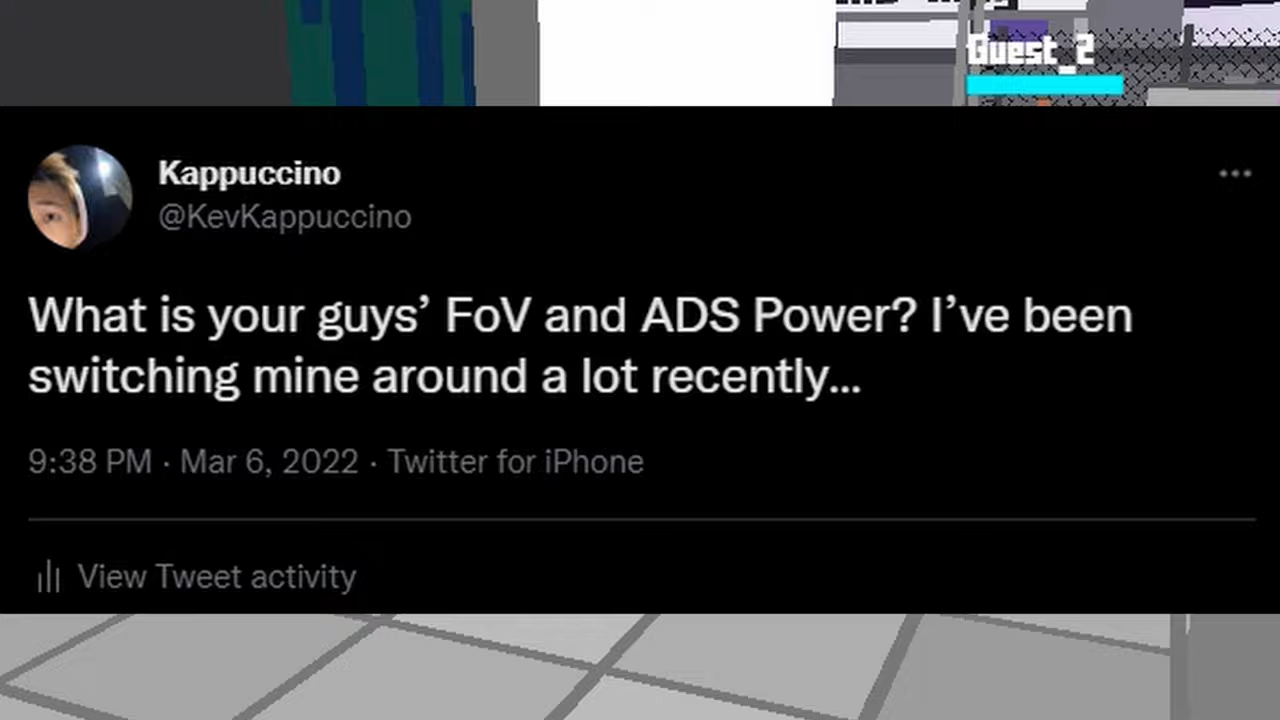 Guest_2
Kappuccino
@KevKappuccino
What is your guys’ FoV and ADS Power? I’ve been
switching mine around a lot recently...
9:38 PM · Mar 6, 2022 · Twitter for iPhone
View Tweet activity